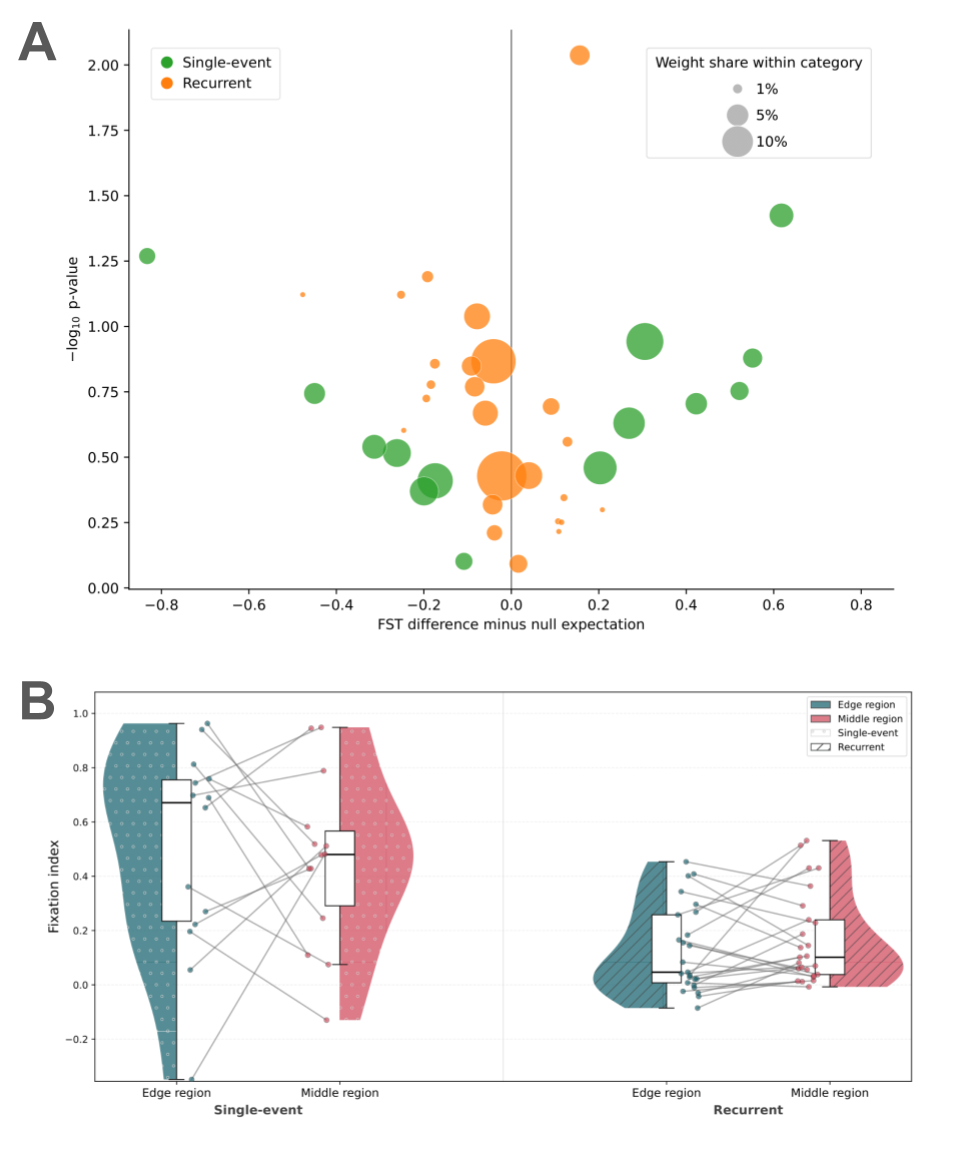 A
Single-event
Recurrent
Weight share within category
1%
5%
10%
2.00
1.75
1.50
1.25
1.00
0.75
0.50
0.25
0.00
−log₁₀ p-value
−0.8 −0.6 −0.4 −0.2 0.0 0.2 0.4 0.6 0.8
FST difference minus null expectation
B
Edge region
Middle region
Single-event
Recurrent
1.0
0.8
0.6
0.4
0.2
0.0
−0.2
Fixation index
Edge region Middle region Edge region Middle region
Single-event Recurrent